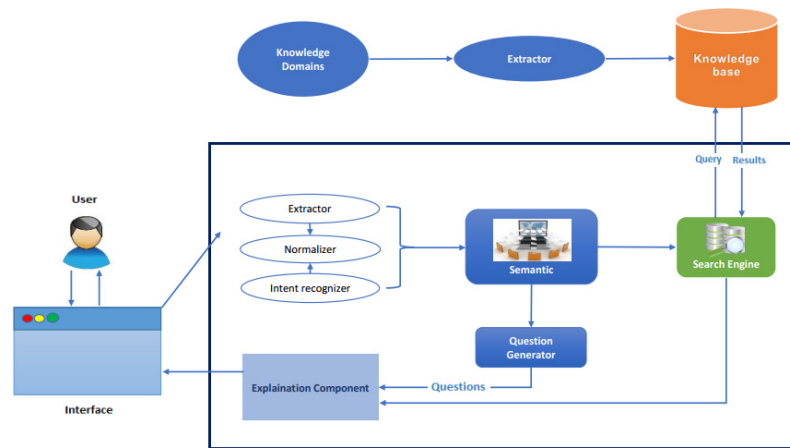 Knowledge
Domains
Extractor
Knowledge
base
Query
Results
User
Extractor
Normalizer
Intent recognizer
Semantic
Search Engine
Question
Generator
Explaination Component
Questions
Interface